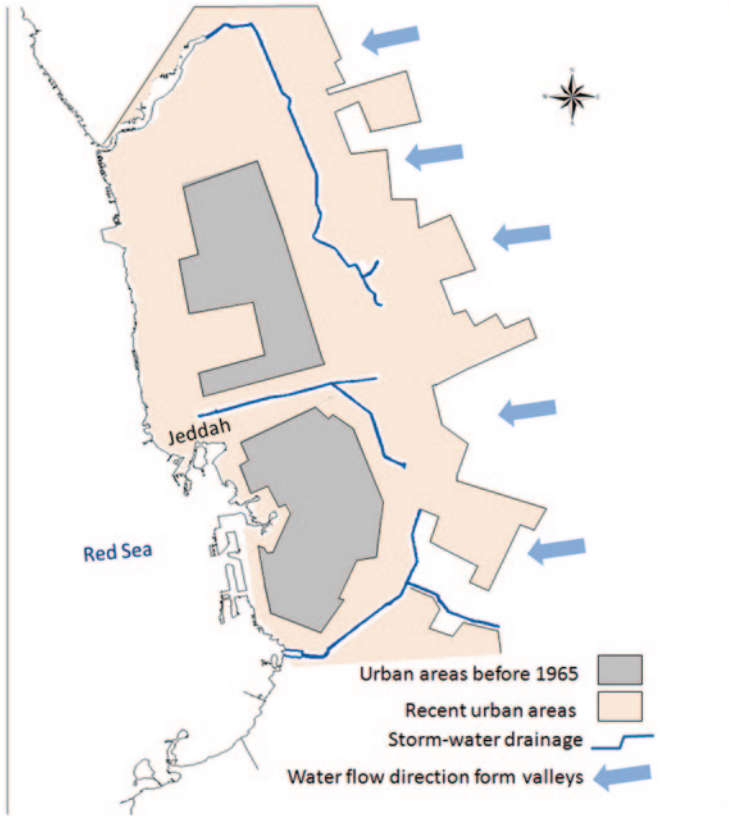 Jeddah
Red Sea
Urban areas before 1965
Recent urban areas
Storm-water drainage
Water flow direction form valleys